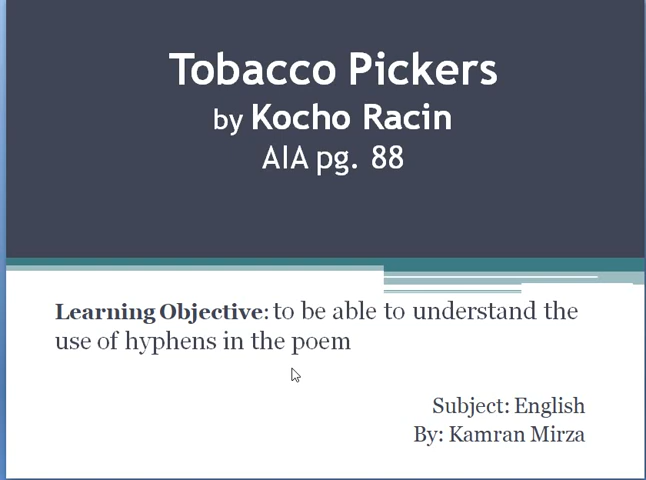 Tobacco Pickers
by Kocho Racin
AIA pg. 88
Learning Objective: to be able to understand the
use of hyphens in the poem
Subject: English
By: Kamran Mirza